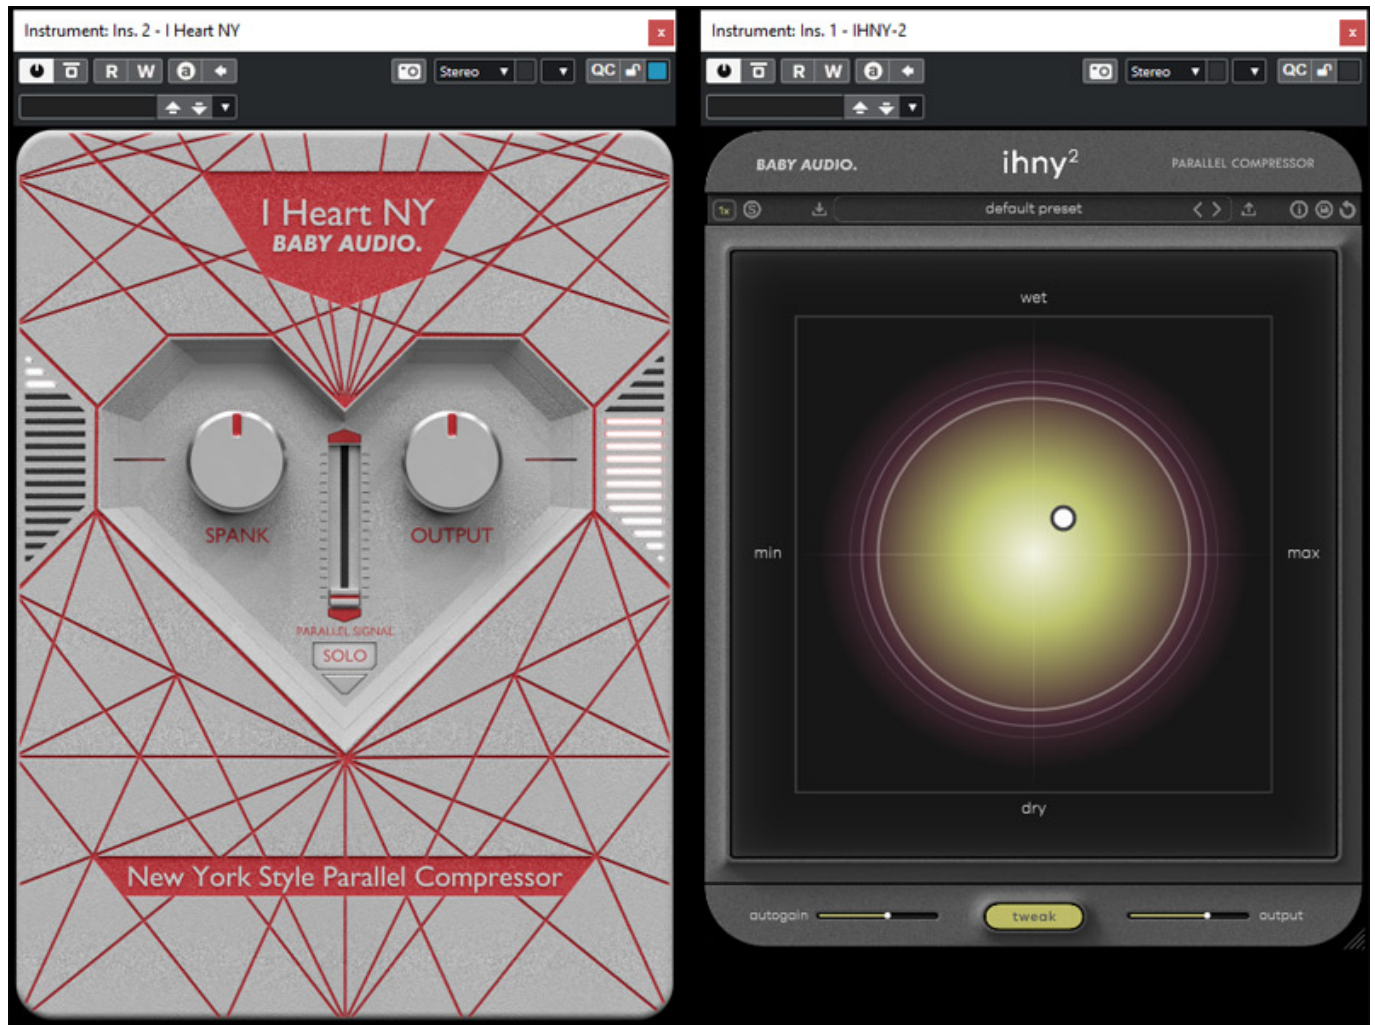 Instrument: Ins. 2 - I Heart NY
x
R W a
Stereo
QC
I Heart NY
BABY AUDIO.
SPANK
OUTPUT
PARALLEL SIGNAL
SOLO
New York Style Parallel Compressor
Instrument: Ins. 1 - IHNY-2
x
R W a
Stereo
QC
BABY AUDIO.
ihny²
PARALLEL COMPRESSOR
1x S
default preset
wet
min
max
dry
autogain
tweak
output